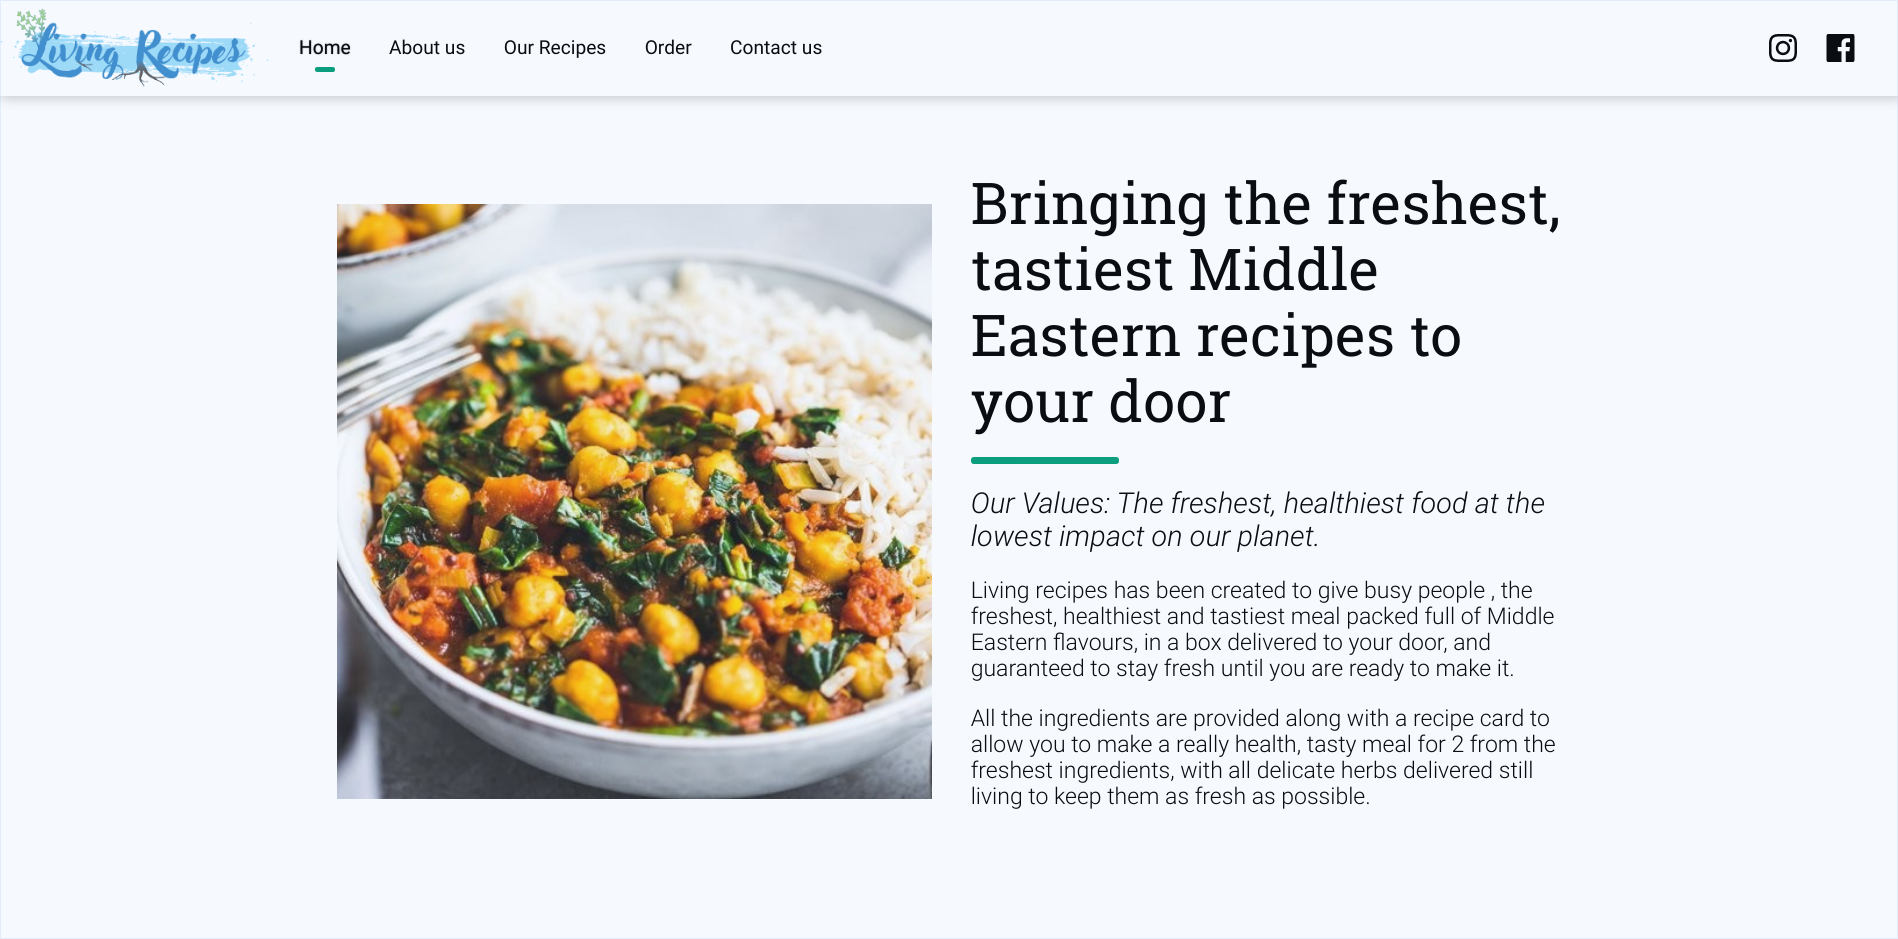 Living Recipes
Home
About us
Our Recipes
Order
Contact us
Bringing the freshest,
tastiest Middle
Eastern recipes to
your door
Our Values: The freshest, healthiest food at the
lowest impact on our planet.
Living recipes has been created to give busy people , the
freshest, healthiest and tastiest meal packed full of Middle
Eastern flavours, in a box delivered to your door, and
guaranteed to stay fresh until you are ready to make it.
All the ingredients are provided along with a recipe card to
allow you to make a really health, tasty meal for 2 from the
freshest ingredients, with all delicate herbs delivered still
living to keep them as fresh as possible.